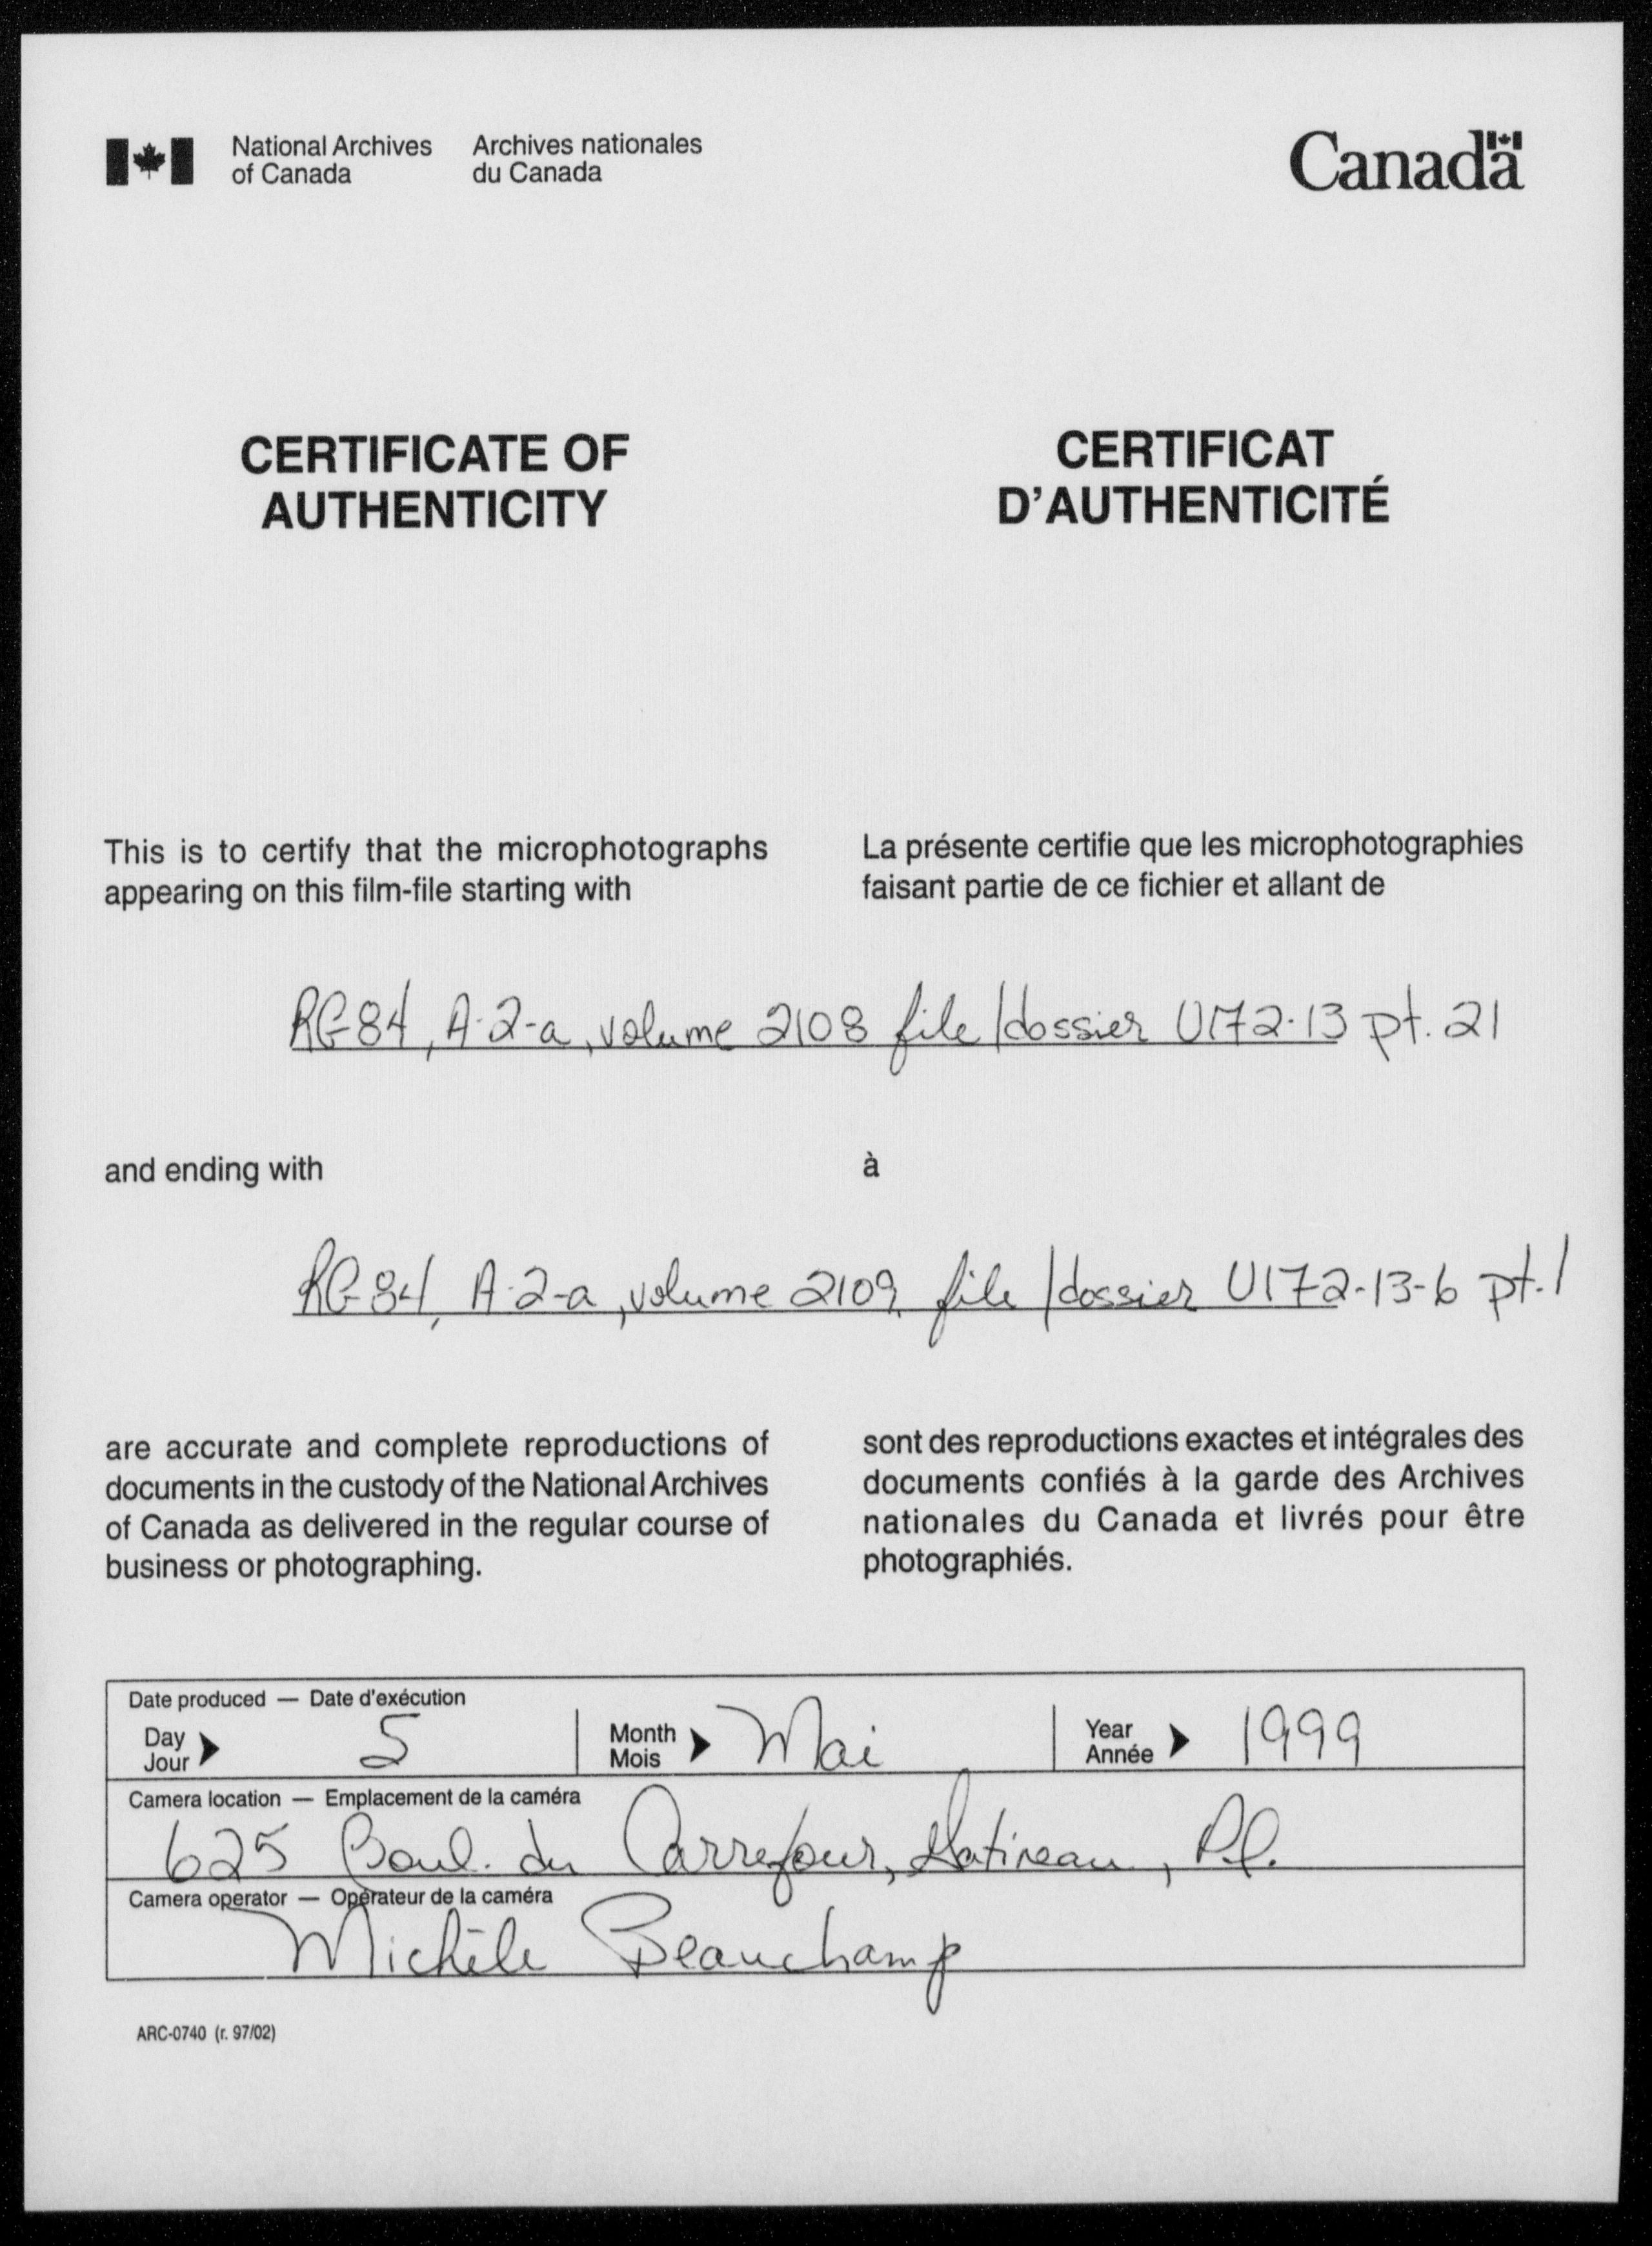 National Archives of Canada
Archives nationales du Canada
Canada
CERTIFICATE OF
AUTHENTICITY
CERTIFICAT
D'AUTHENTICITÉ
This is to certify that the microphotographs
appearing on this film-file starting with
La présente certifie que les microphotographies
faisant partie de ce fichier et allant de
RG-84, A-2-a, volume 2108 file/dossier U172-13 pt. 21
and ending with
à
RG-84, A-2-a, volume 2109, file/dossier U172-13-6 pt. 1
are accurate and complete reproductions of
documents in the custody of the National Archives
of Canada as delivered in the regular course of
business or photographing.
sont des reproductions exactes et intégrales des
documents confiés à la garde des Archives
nationales du Canada et livrés pour être
photographiés.
Date produced — Date d'exécution
Day Jour 5 Month Mois Mai Year Année 1999
Camera location — Emplacement de la caméra
625 Boul. du Carrefour, Gatineau, P.Q.
Camera operator — Opérateur de la caméra
Michèle Beauchamp
ARC-0740 (r. 97/02)